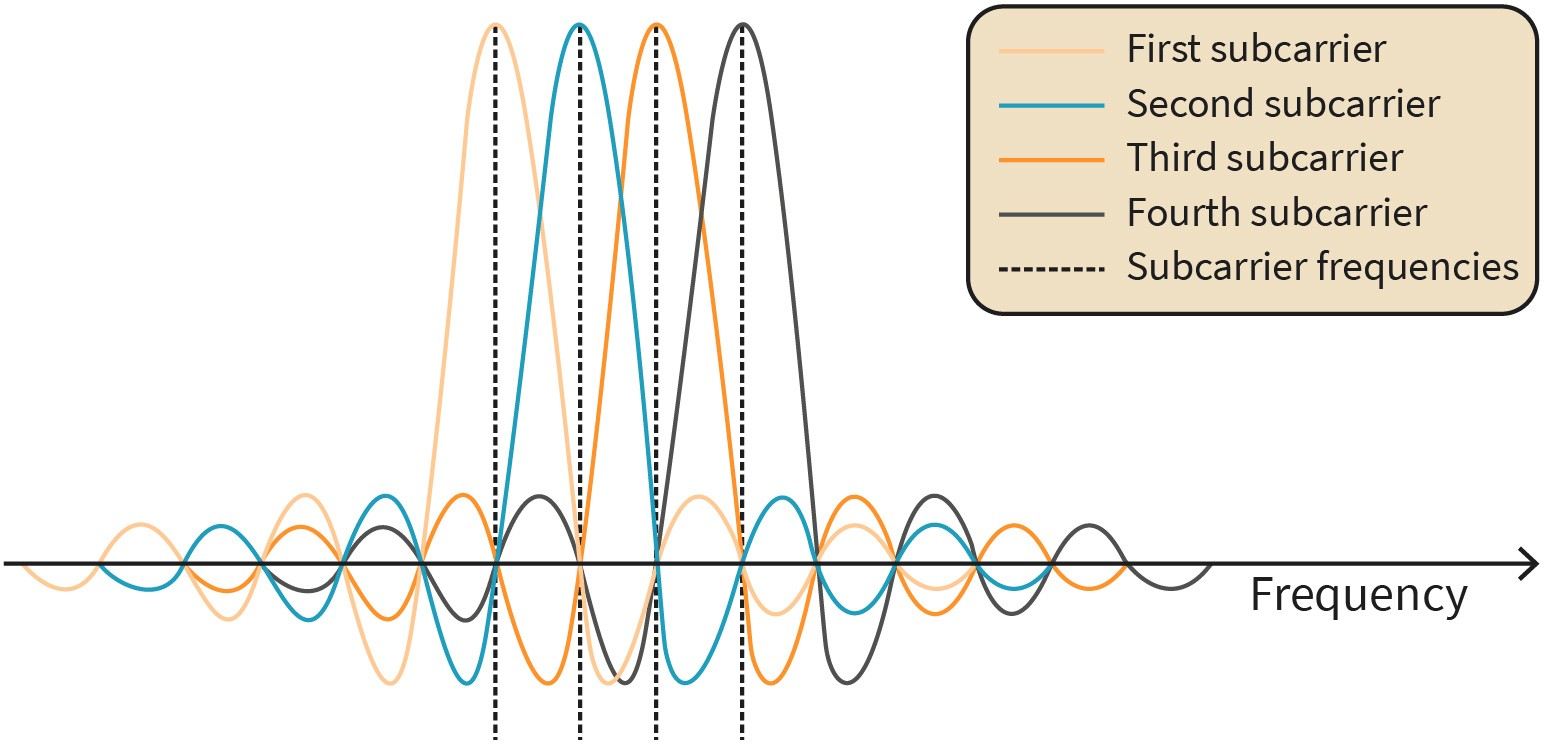 First subcarrier
Second subcarrier
Third subcarrier
Fourth subcarrier
Subcarrier frequencies
Frequency